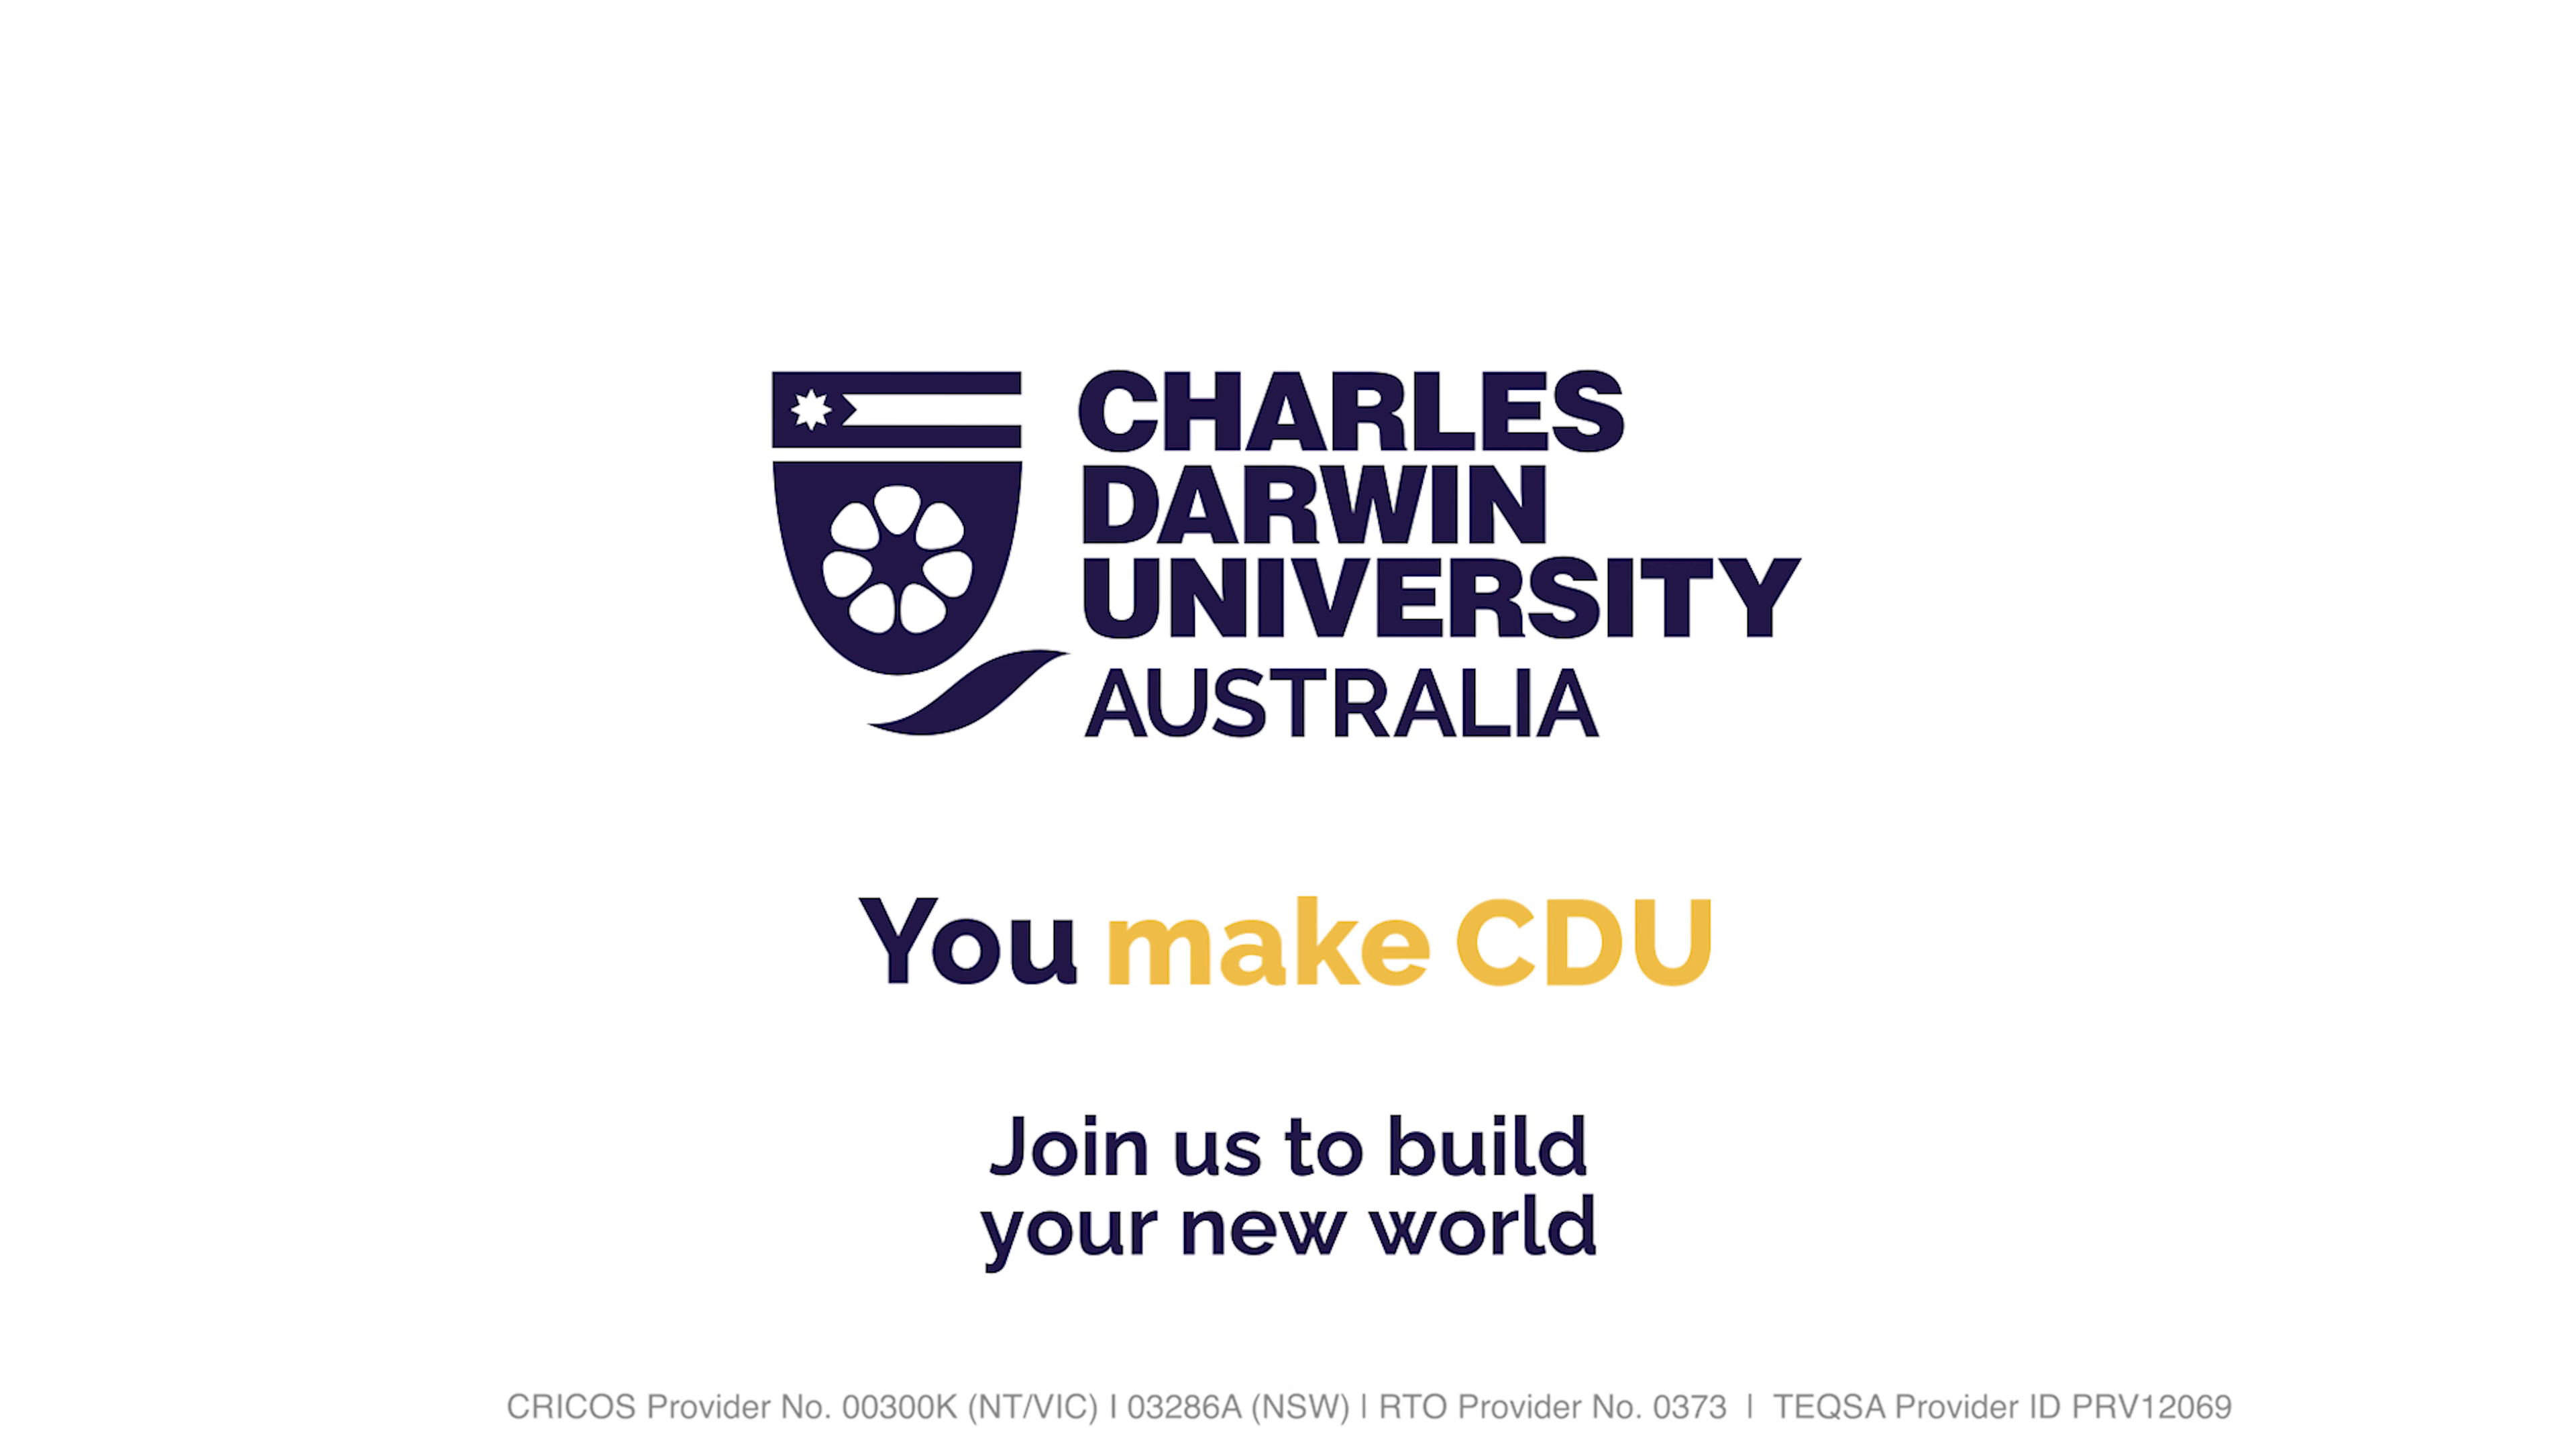 CHARLES
DARWIN
UNIVERSITY
AUSTRALIA
You make CDU
Join us to build
your new world
CRICOS Provider No. 00300K (NT/VIC) I 03286A (NSW) | RTO Provider No. 0373 | TEQSA Provider ID PRV12069